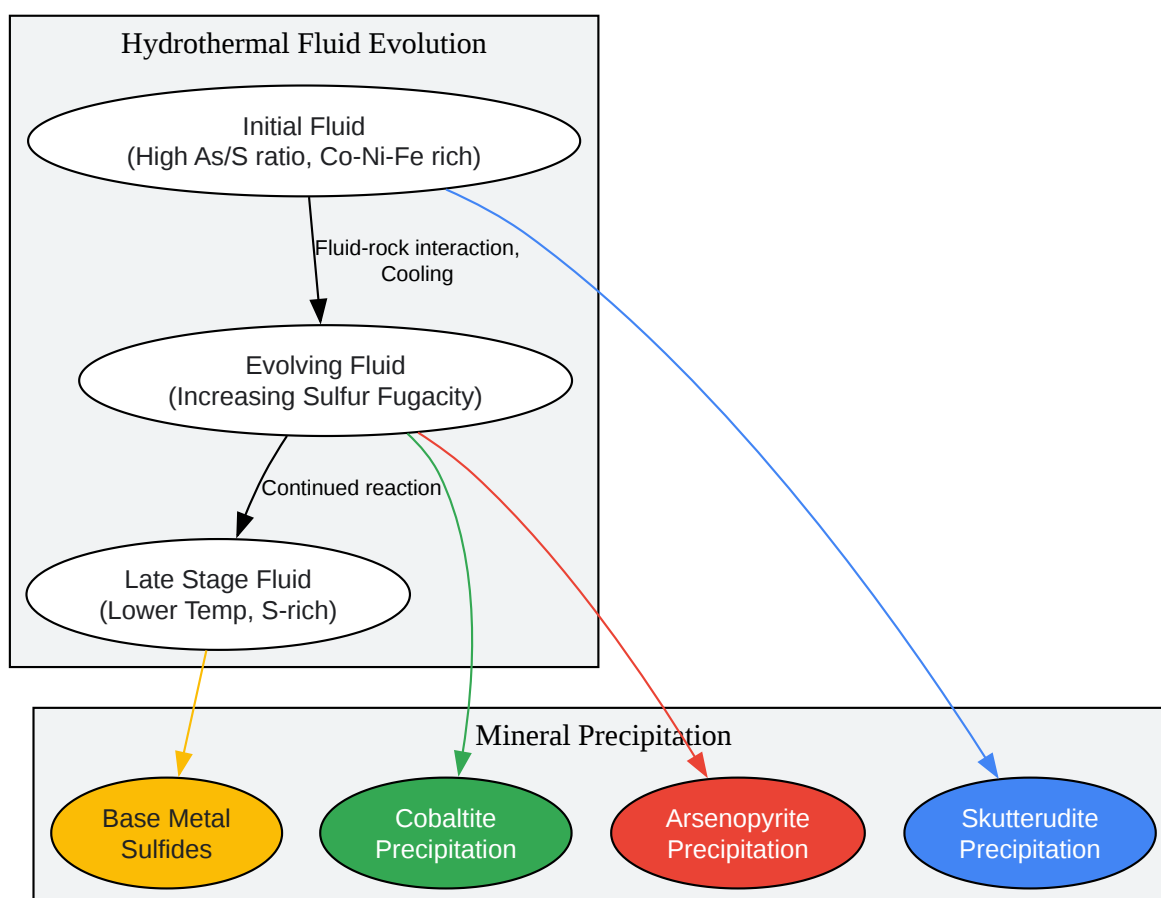 Hydrothermal Fluid Evolution
Initial Fluid
(High As/S ratio, Co-Ni-Fe rich)
Fluid-rock interaction,
Cooling
Evolving Fluid
(Increasing Sulfur Fugacity)
Continued reaction
Late Stage Fluid
(Lower Temp, S-rich)
Mineral Precipitation
Base Metal
Sulfides
Cobaltite
Precipitation
Arsenopyrite
Precipitation
Skutterudite
Precipitation